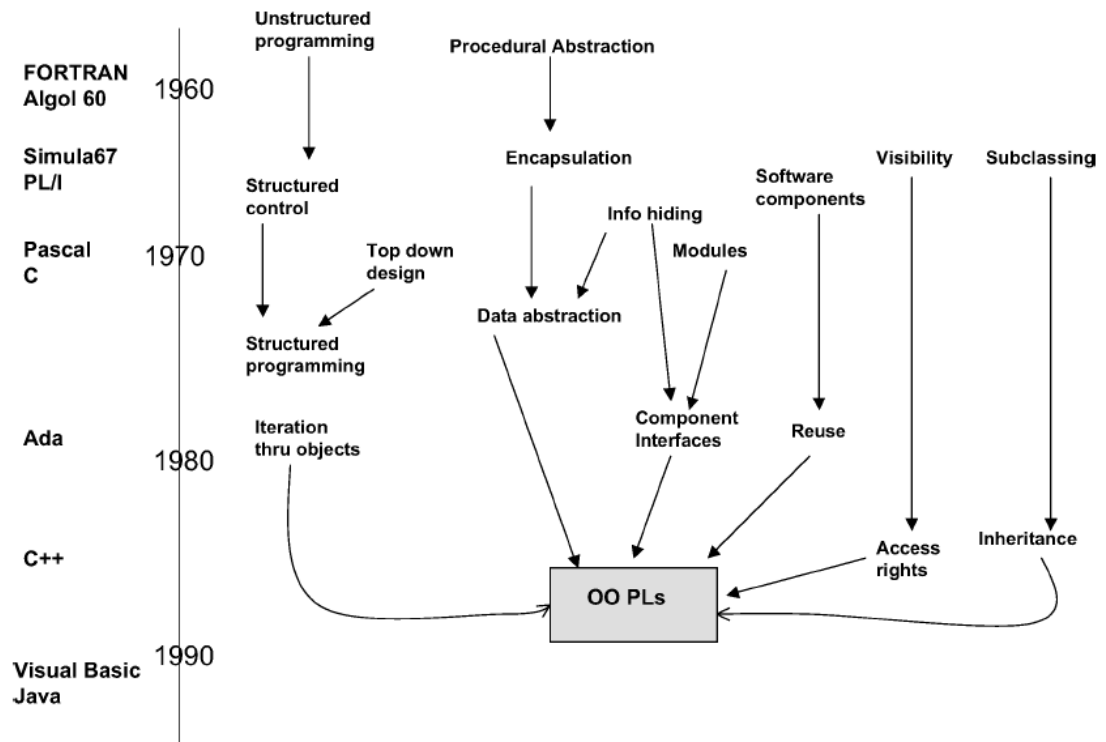 Unstructured
programming
Procedural Abstraction
FORTRAN
Algol 60
1960
Simula67
PL/I
Encapsulation
Visibility
Subclassing
Structured
control
Software
components
Info hiding
Pascal
C
1970
Top down
design
Modules
Data abstraction
Structured
programming
Ada
Iteration
thru objects
Component
Interfaces
Reuse
1980
C++
Access
rights
Inheritance
OO PLs
1990
Visual Basic
Java